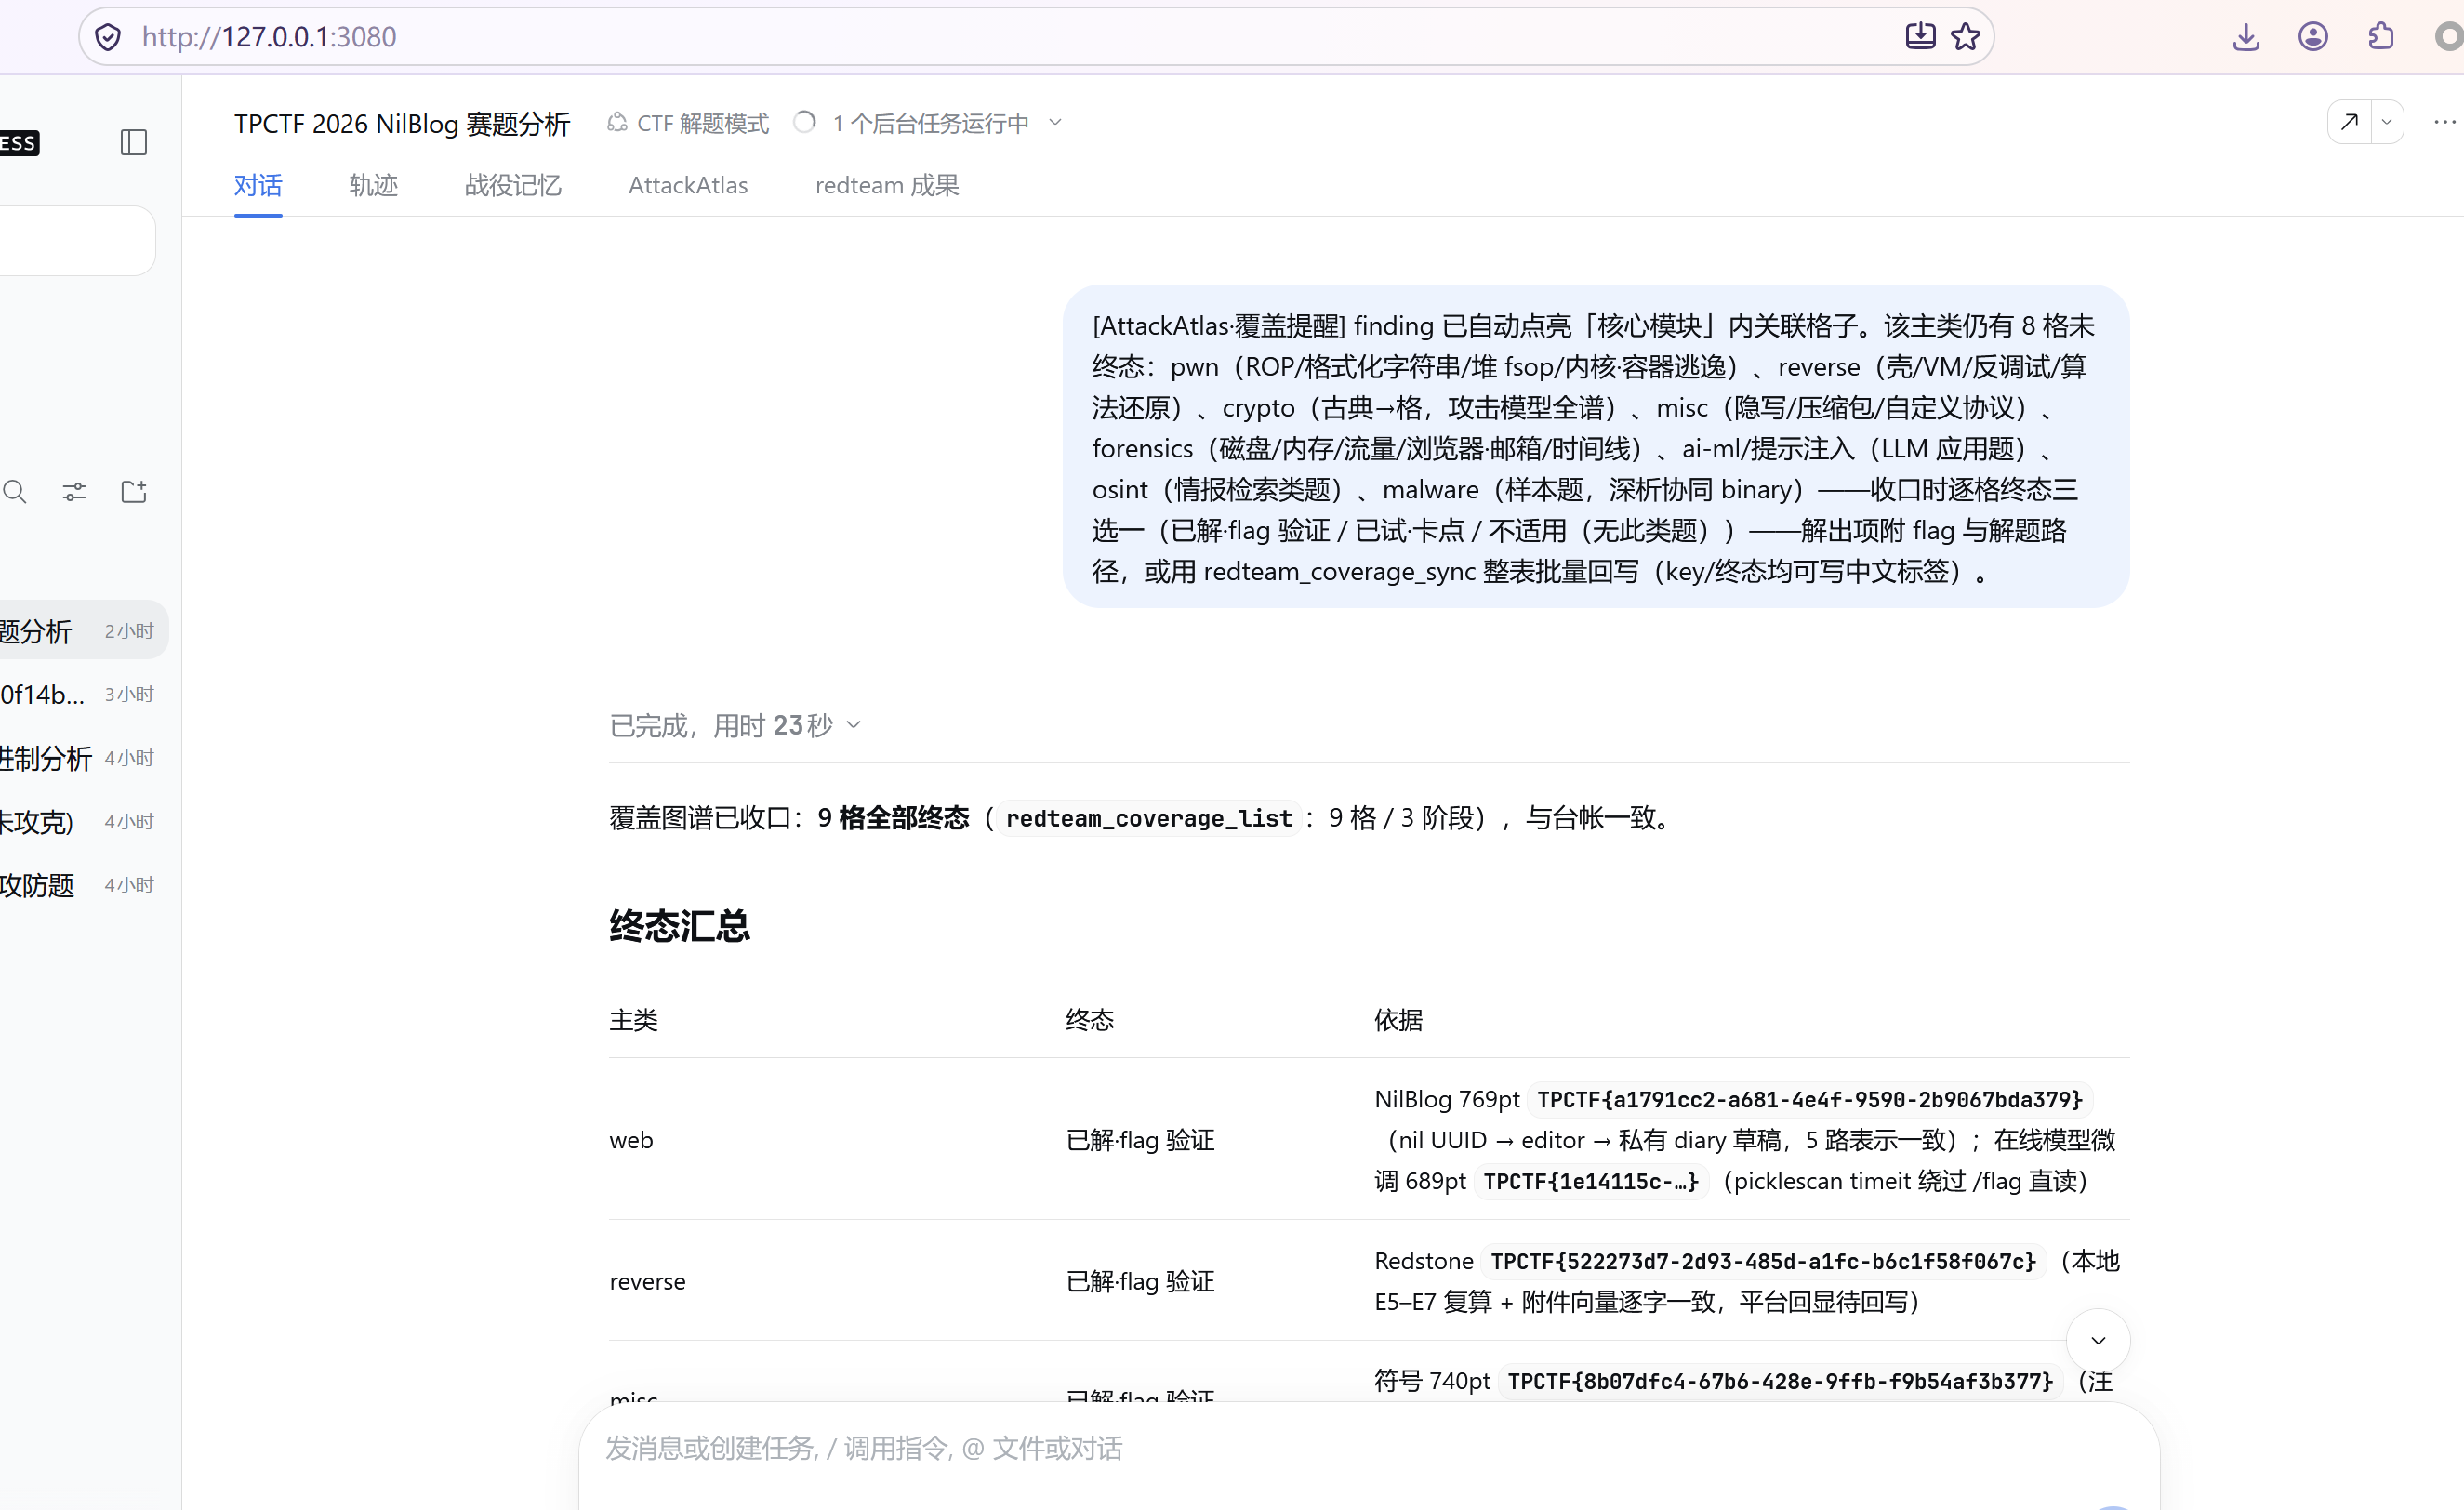 http://127.0.0.1:3080
ESS
题分析 2小时
0f14b... 3小时
进制分析 4小时
未攻克) 4小时
攻防题 4小时
TPCTF 2026 NilBlog 赛题分析 CTF 解题模式 1 个后台任务运行中
对话 轨迹 战役记忆 AttackAtlas redteam 成果
[AttackAtlas·覆盖提醒] finding 已自动点亮「核心模块」内关联格子。该主类仍有 8 格未
终态：pwn（ROP/格式化字符串/堆 fsop/内核·容器逃逸）、reverse（壳/VM/反调试/算
法还原）、crypto（古典→格，攻击模型全谱）、misc（隐写/压缩包/自定义协议）、
forensics（磁盘/内存/流量/浏览器·邮箱/时间线）、ai-ml/提示注入（LLM 应用题）、
osint（情报检索类题）、malware（样本题，深析协同 binary）——收口时逐格终态三
选一（已解·flag 验证 / 已试·卡点 / 不适用（无此类题））——解出项附 flag 与解题路
径，或用 redteam_coverage_sync 整表批量回写（key/终态均可写中文标签）。
已完成，用时 23秒
覆盖图谱已收口：9 格全部终态（redteam_coverage_list：9 格 / 3 阶段），与台帐一致。
终态汇总
主类 终态 依据
web 已解·flag 验证 NilBlog 769pt TPCTF{a1791cc2-a681-4e4f-9590-2b9067bda379}
（nil UUID → editor → 私有 diary 草稿，5 路表示一致）；在线模型微
调 689pt TPCTF{1e14115c-…}（picklescan timeit 绕过 /flag 直读）
reverse 已解·flag 验证 Redstone TPCTF{522273d7-2d93-485d-a1fc-b6c1f58f067c}（本地
E5–E7 复算 + 附件向量逐字一致，平台回显待回写）
misc 已解·flag 验证 符号 740pt TPCTF{8b07dfc4-67b6-428e-9ffb-f9b54af3b377}（注
发消息或创建任务, / 调用指令, @ 文件或对话